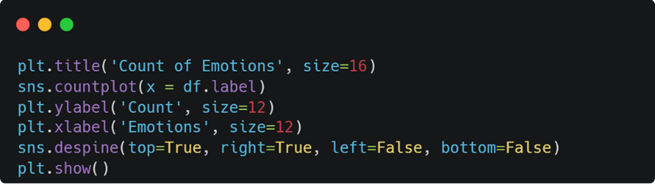 plt.title('Count of Emotions', size=16)
sns.countplot(x = df.label)
plt.ylabel('Count', size=12)
plt.xlabel('Emotions', size=12)
sns.despine(top=True, right=True, left=False, bottom=False)
plt.show()